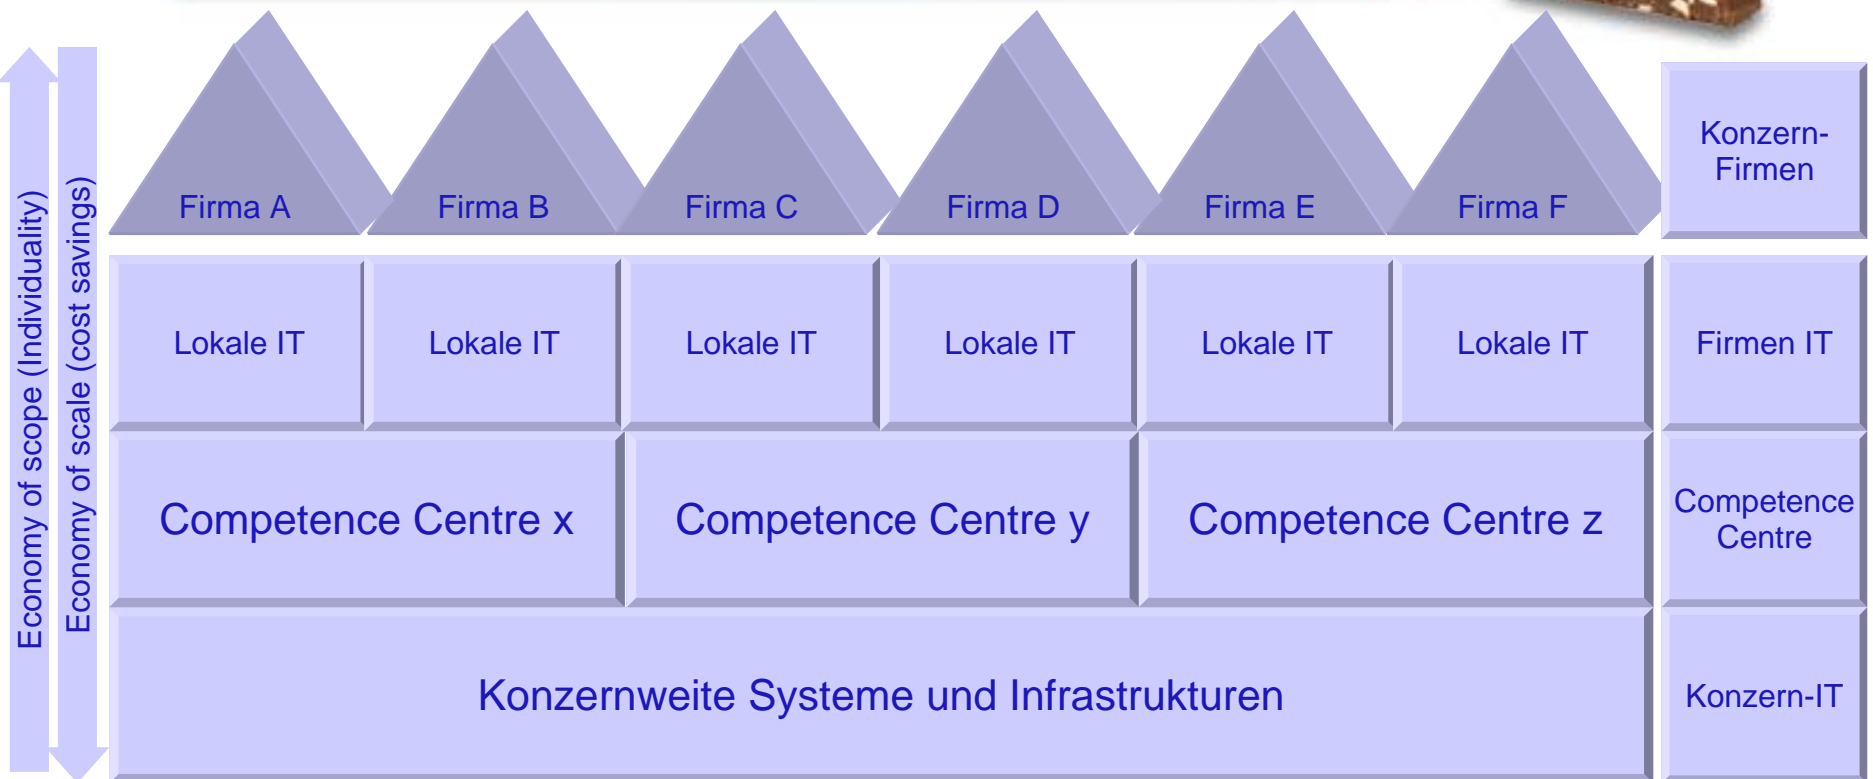 Economy of scope (Individuality)
Economy of scale (cost savings)
Firma A
Firma B
Firma C
Firma D
Firma E
Firma F
Konzern-
Firmen
Lokale IT
Lokale IT
Lokale IT
Lokale IT
Lokale IT
Lokale IT
Firmen IT
Competence Centre x
Competence Centre y
Competence Centre z
Competence
Centre
Konzernweite Systeme und Infrastrukturen
Konzern-IT